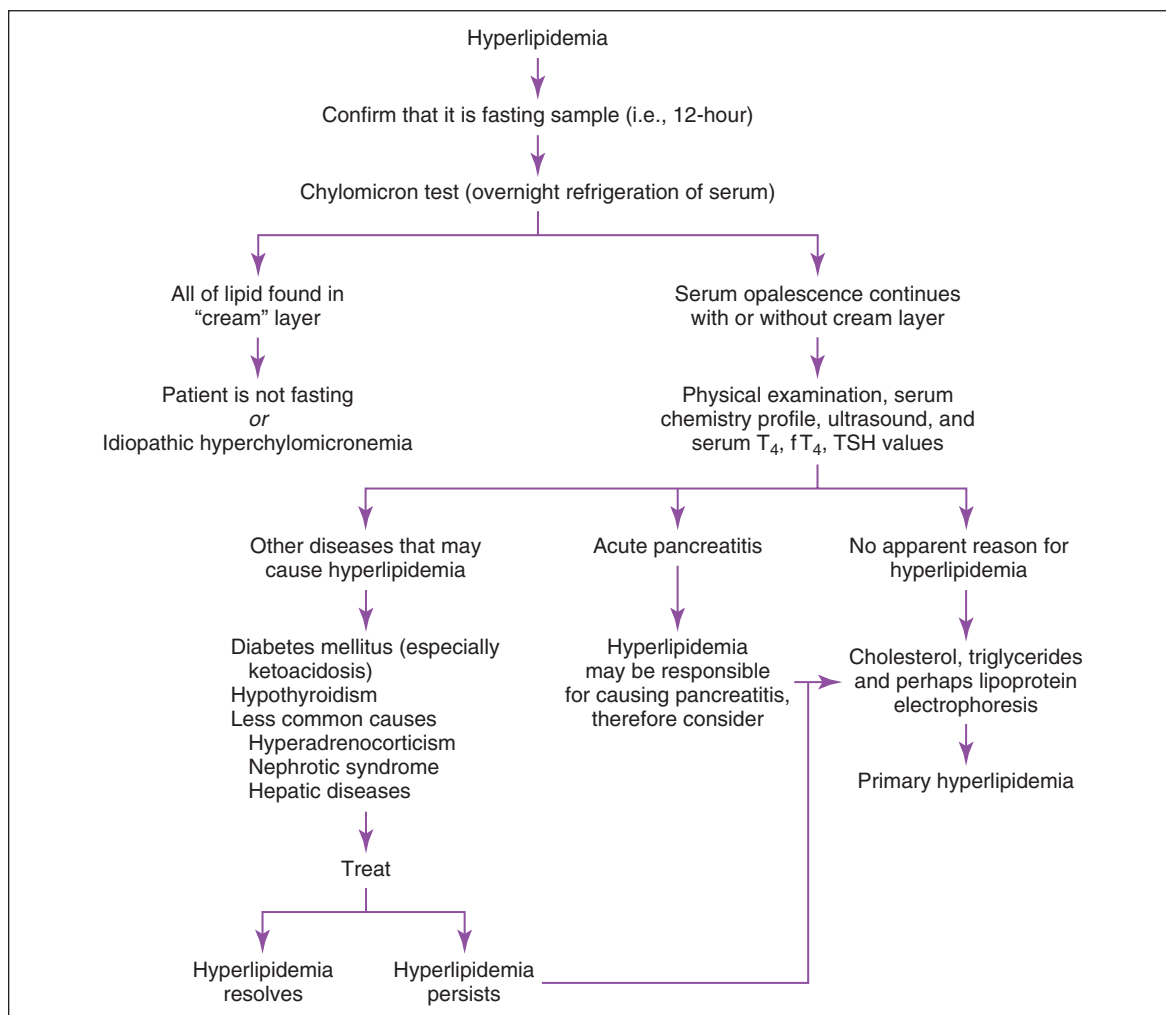 Hyperlipidemia
Confirm that it is fasting sample (i.e., 12-hour)
Chylomicron test (overnight refrigeration of serum)
All of lipid found in
“cream” layer
Serum opalescence continues
with or without cream layer
Patient is not fasting
or
Idiopathic hyperchylomicronemia
Physical examination, serum
chemistry profile, ultrasound, and
serum T₄, fT₄, TSH values
Other diseases that may
cause hyperlipidemia
Acute pancreatitis
No apparent reason for
hyperlipidemia
Diabetes mellitus (especially
ketoacidosis)
Hypothyroidism
Less common causes
Hyperadrenocorticism
Nephrotic syndrome
Hepatic diseases
Hyperlipidemia
may be responsible
for causing pancreatitis,
therefore consider
Cholesterol, triglycerides
and perhaps lipoprotein
electrophoresis
Primary hyperlipidemia
Treat
Hyperlipidemia
resolves
Hyperlipidemia
persists